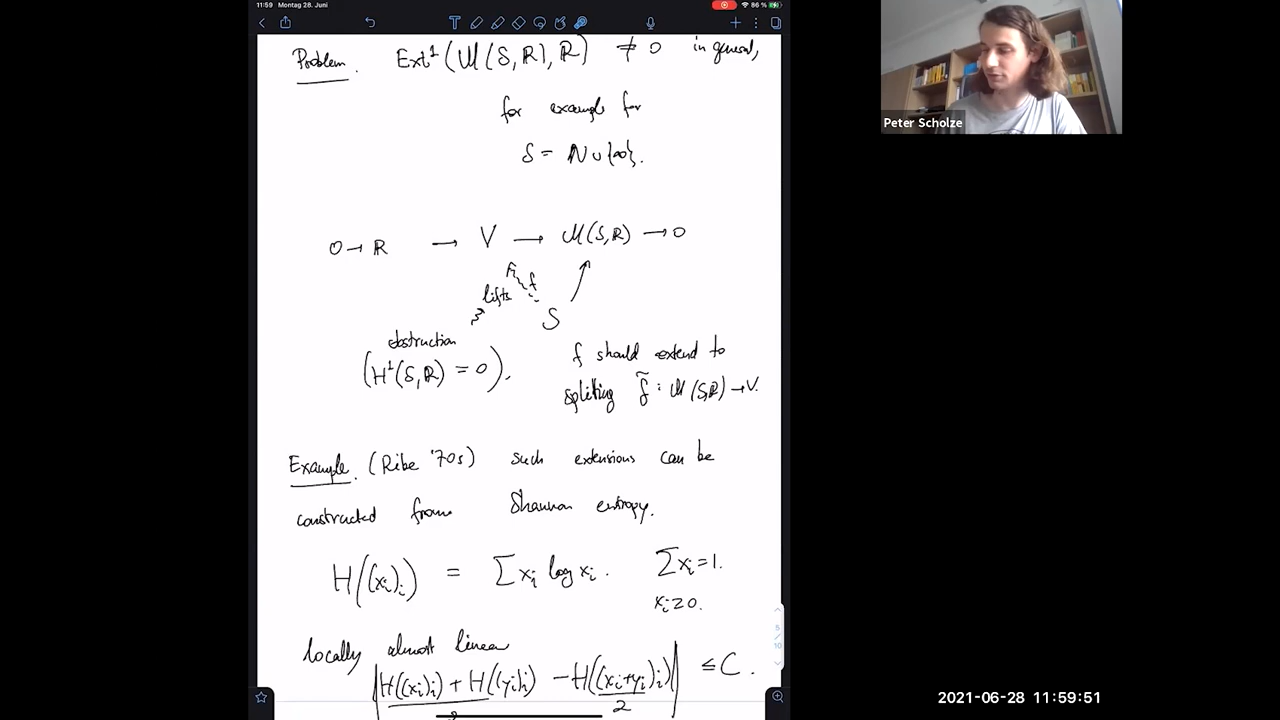 11:59 Montag 28. Juni
86 %
Problem. Ext¹(M(S,R), R) ≠ 0 in general,
for example for
S = N∪{∞}.
0 → R → V → M(S,R) → 0
lifts f
S
obstruction
(H¹(S,R) = 0).
f should extend to
splitting f̃ : M(S,R) → V.
Example. (Ribe '70s) such extensions can be
constructed from Shannon entropy.
H((xᵢ)ᵢ) = Σ xᵢ log xᵢ. Σxᵢ=1.
xᵢ≥0.
locally almost linear
|H((xᵢ)ᵢ) + H((yᵢ)ᵢ) − H((xᵢ+yᵢ)ᵢ)| ≤ C.
2 2
5
/
10
Peter Scholze
2021-06-28 11:59:51